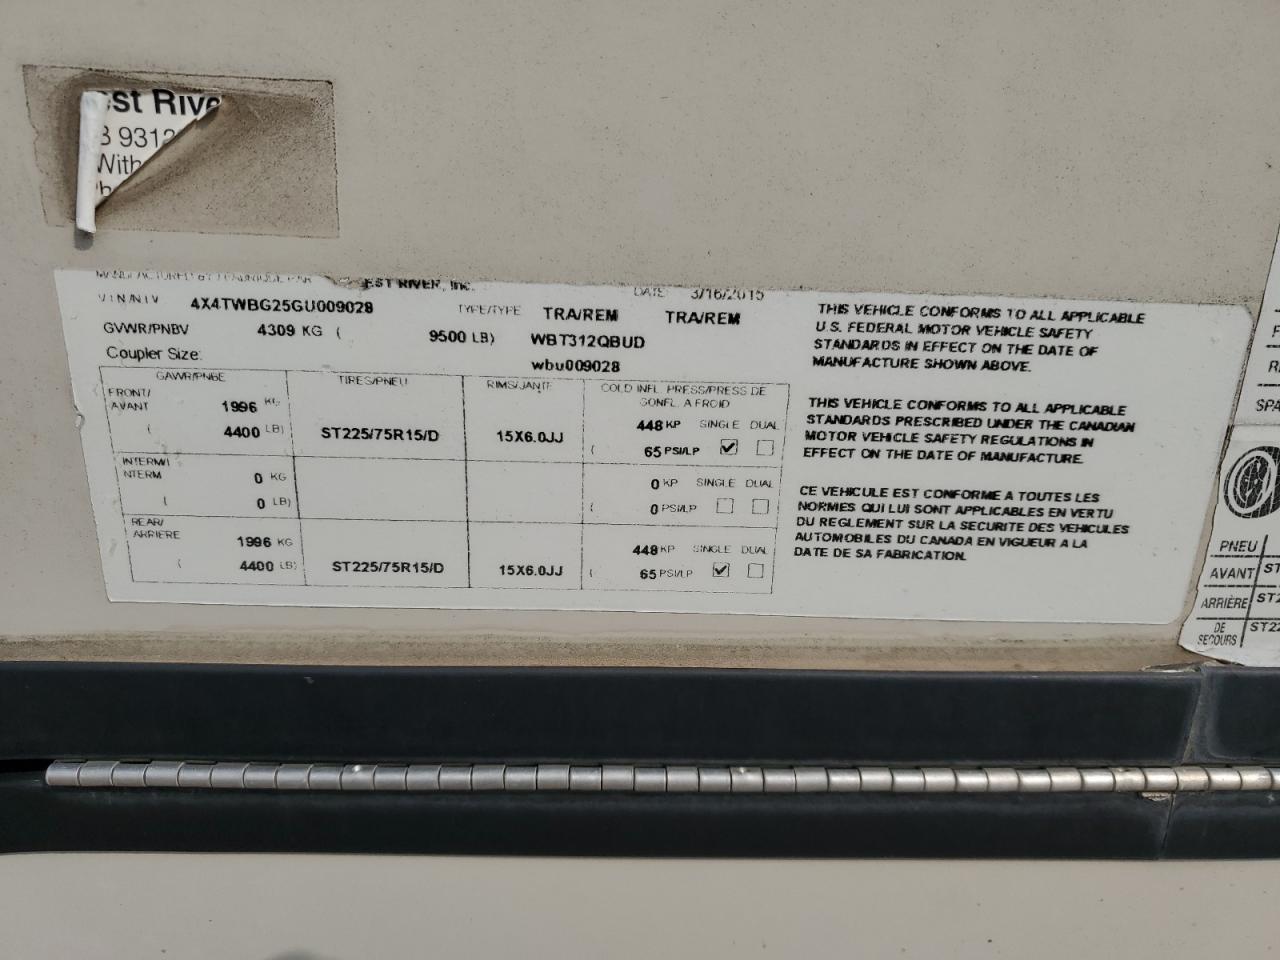 est Rive
B 9312
With
MANUFACTURED BY / FABRIQUE PAR EST RIVER, Inc.
DATE 3/16/2015
V I N/N I V 4X4TWBG25GU009028 TYPE/TYPE TRA/REM TRA/REM
GVWR/PNBV 4309 KG ( 9500 LB) WBT312QBUD
Coupler Size: wbu009028
GAWR/PNBE TIRES/PNEU RIMS/JANTE COLD INFL. PRESS/PRESS DE
GONFL. A FROID
FRONT/
AVANT 1996 KG 448 KP SINGLE DUAL
( 4400 LB) ST225/75R15/D 15X6.0JJ ( 65 PSI/LP
INTERM/I
NTERM 0 KG 0 KP SINGLE DUAL
( 0 LB) ( 0 PSI/LP
REAR/
ARRIERE 1996 KG 448 KP SINGLE DUAL
( 4400 LB) ST225/75R15/D 15X6.0JJ ( 65 PSI/LP
THIS VEHICLE CONFORMS TO ALL APPLICABLE
U.S. FEDERAL MOTOR VEHICLE SAFETY
STANDARDS IN EFFECT ON THE DATE OF
MANUFACTURE SHOWN ABOVE.
THIS VEHICLE CONFORMS TO ALL APPLICABLE
STANDARDS PRESCRIBED UNDER THE CANADIAN
MOTOR VEHICLE SAFETY REGULATIONS IN
EFFECT ON THE DATE OF MANUFACTURE.
CE VEHICULE EST CONFORME A TOUTES LES
NORMES QUI LUI SONT APPLICABLES EN VERTU
DU REGLEMENT SUR LA SECURITE DES VEHICULES
AUTOMOBILES DU CANADA EN VIGUEUR A LA
DATE DE SA FABRICATION.
F
R
SPA
PNEU
AVANT ST
ARRIÈRE ST2
DE
SECOURS ST22